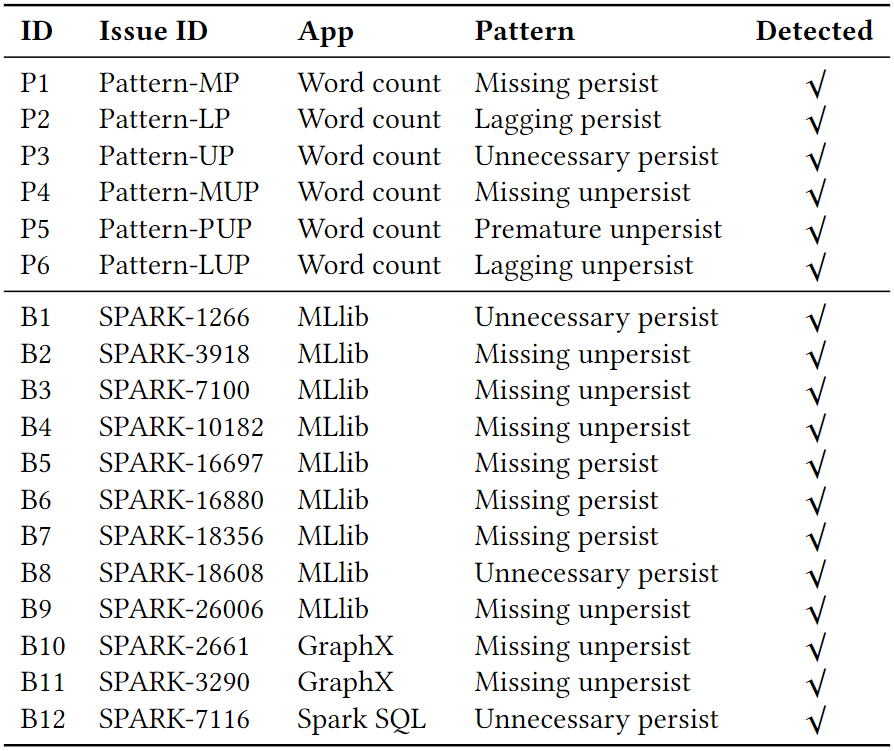 ID Issue ID App Pattern Detected
P1 Pattern-MP Word count Missing persist √
P2 Pattern-LP Word count Lagging persist √
P3 Pattern-UP Word count Unnecessary persist √
P4 Pattern-MUP Word count Missing unpersist √
P5 Pattern-PUP Word count Premature unpersist √
P6 Pattern-LUP Word count Lagging unpersist √
B1 SPARK-1266 MLlib Unnecessary persist √
B2 SPARK-3918 MLlib Missing unpersist √
B3 SPARK-7100 MLlib Missing unpersist √
B4 SPARK-10182 MLlib Missing unpersist √
B5 SPARK-16697 MLlib Missing persist √
B6 SPARK-16880 MLlib Missing persist √
B7 SPARK-18356 MLlib Missing persist √
B8 SPARK-18608 MLlib Unnecessary persist √
B9 SPARK-26006 MLlib Missing unpersist √
B10 SPARK-2661 GraphX Missing unpersist √
B11 SPARK-3290 GraphX Missing unpersist √
B12 SPARK-7116 Spark SQL Unnecessary persist √